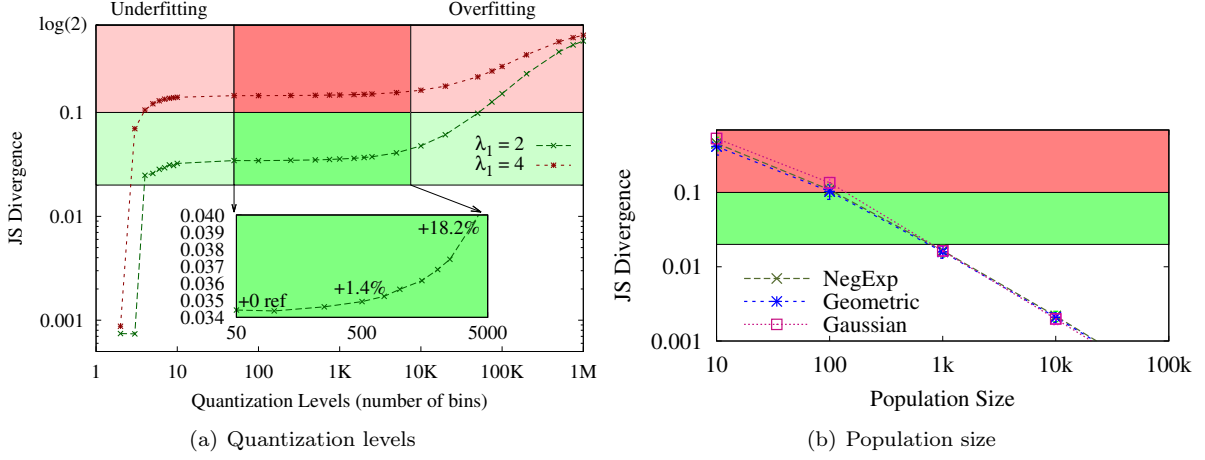 Underfitting Overfitting
log(2)
0.1
0.01
0.001
JS Divergence
λ1 = 2
λ1 = 4
0.040
0.039
0.038
0.037
0.036
0.035
0.034
+18.2%
+1.4%
+0 ref
50 500 5000
1 10 100 1K 10K 100K 1M
Quantization Levels (number of bins)
(a) Quantization levels
0.1
0.01
0.001
JS Divergence
NegExp
Geometric
Gaussian
10 100 1k 10k 100k
Population Size
(b) Population size